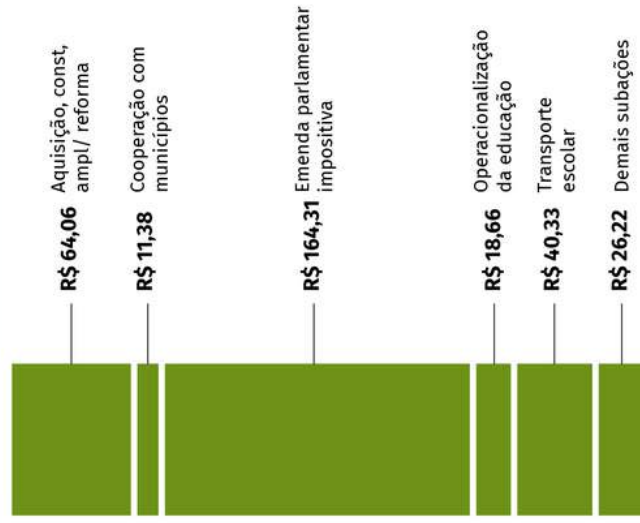 R$ 64,06 Aquisição, const,
ampl/ reforma
R$ 11,38 Cooperação com
municípios
R$ 164,31 Emenda parlamentar
impositiva
R$ 18,66 Operacionalização
da educação
R$ 40,33 Transporte
escolar
R$ 26,22 Demais subações